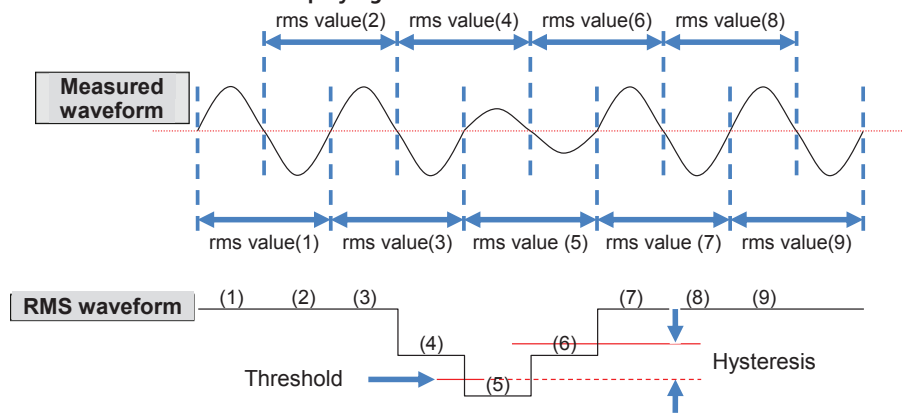 rms value(2) rms value(4) rms value(6) rms value(8)
Measured
waveform
rms value(1) rms value(3) rms value (5) rms value (7) rms value(9)
RMS waveform
(1) (2) (3) (7) (8) (9)
(4) (6)
Hysteresis
Threshold (5)